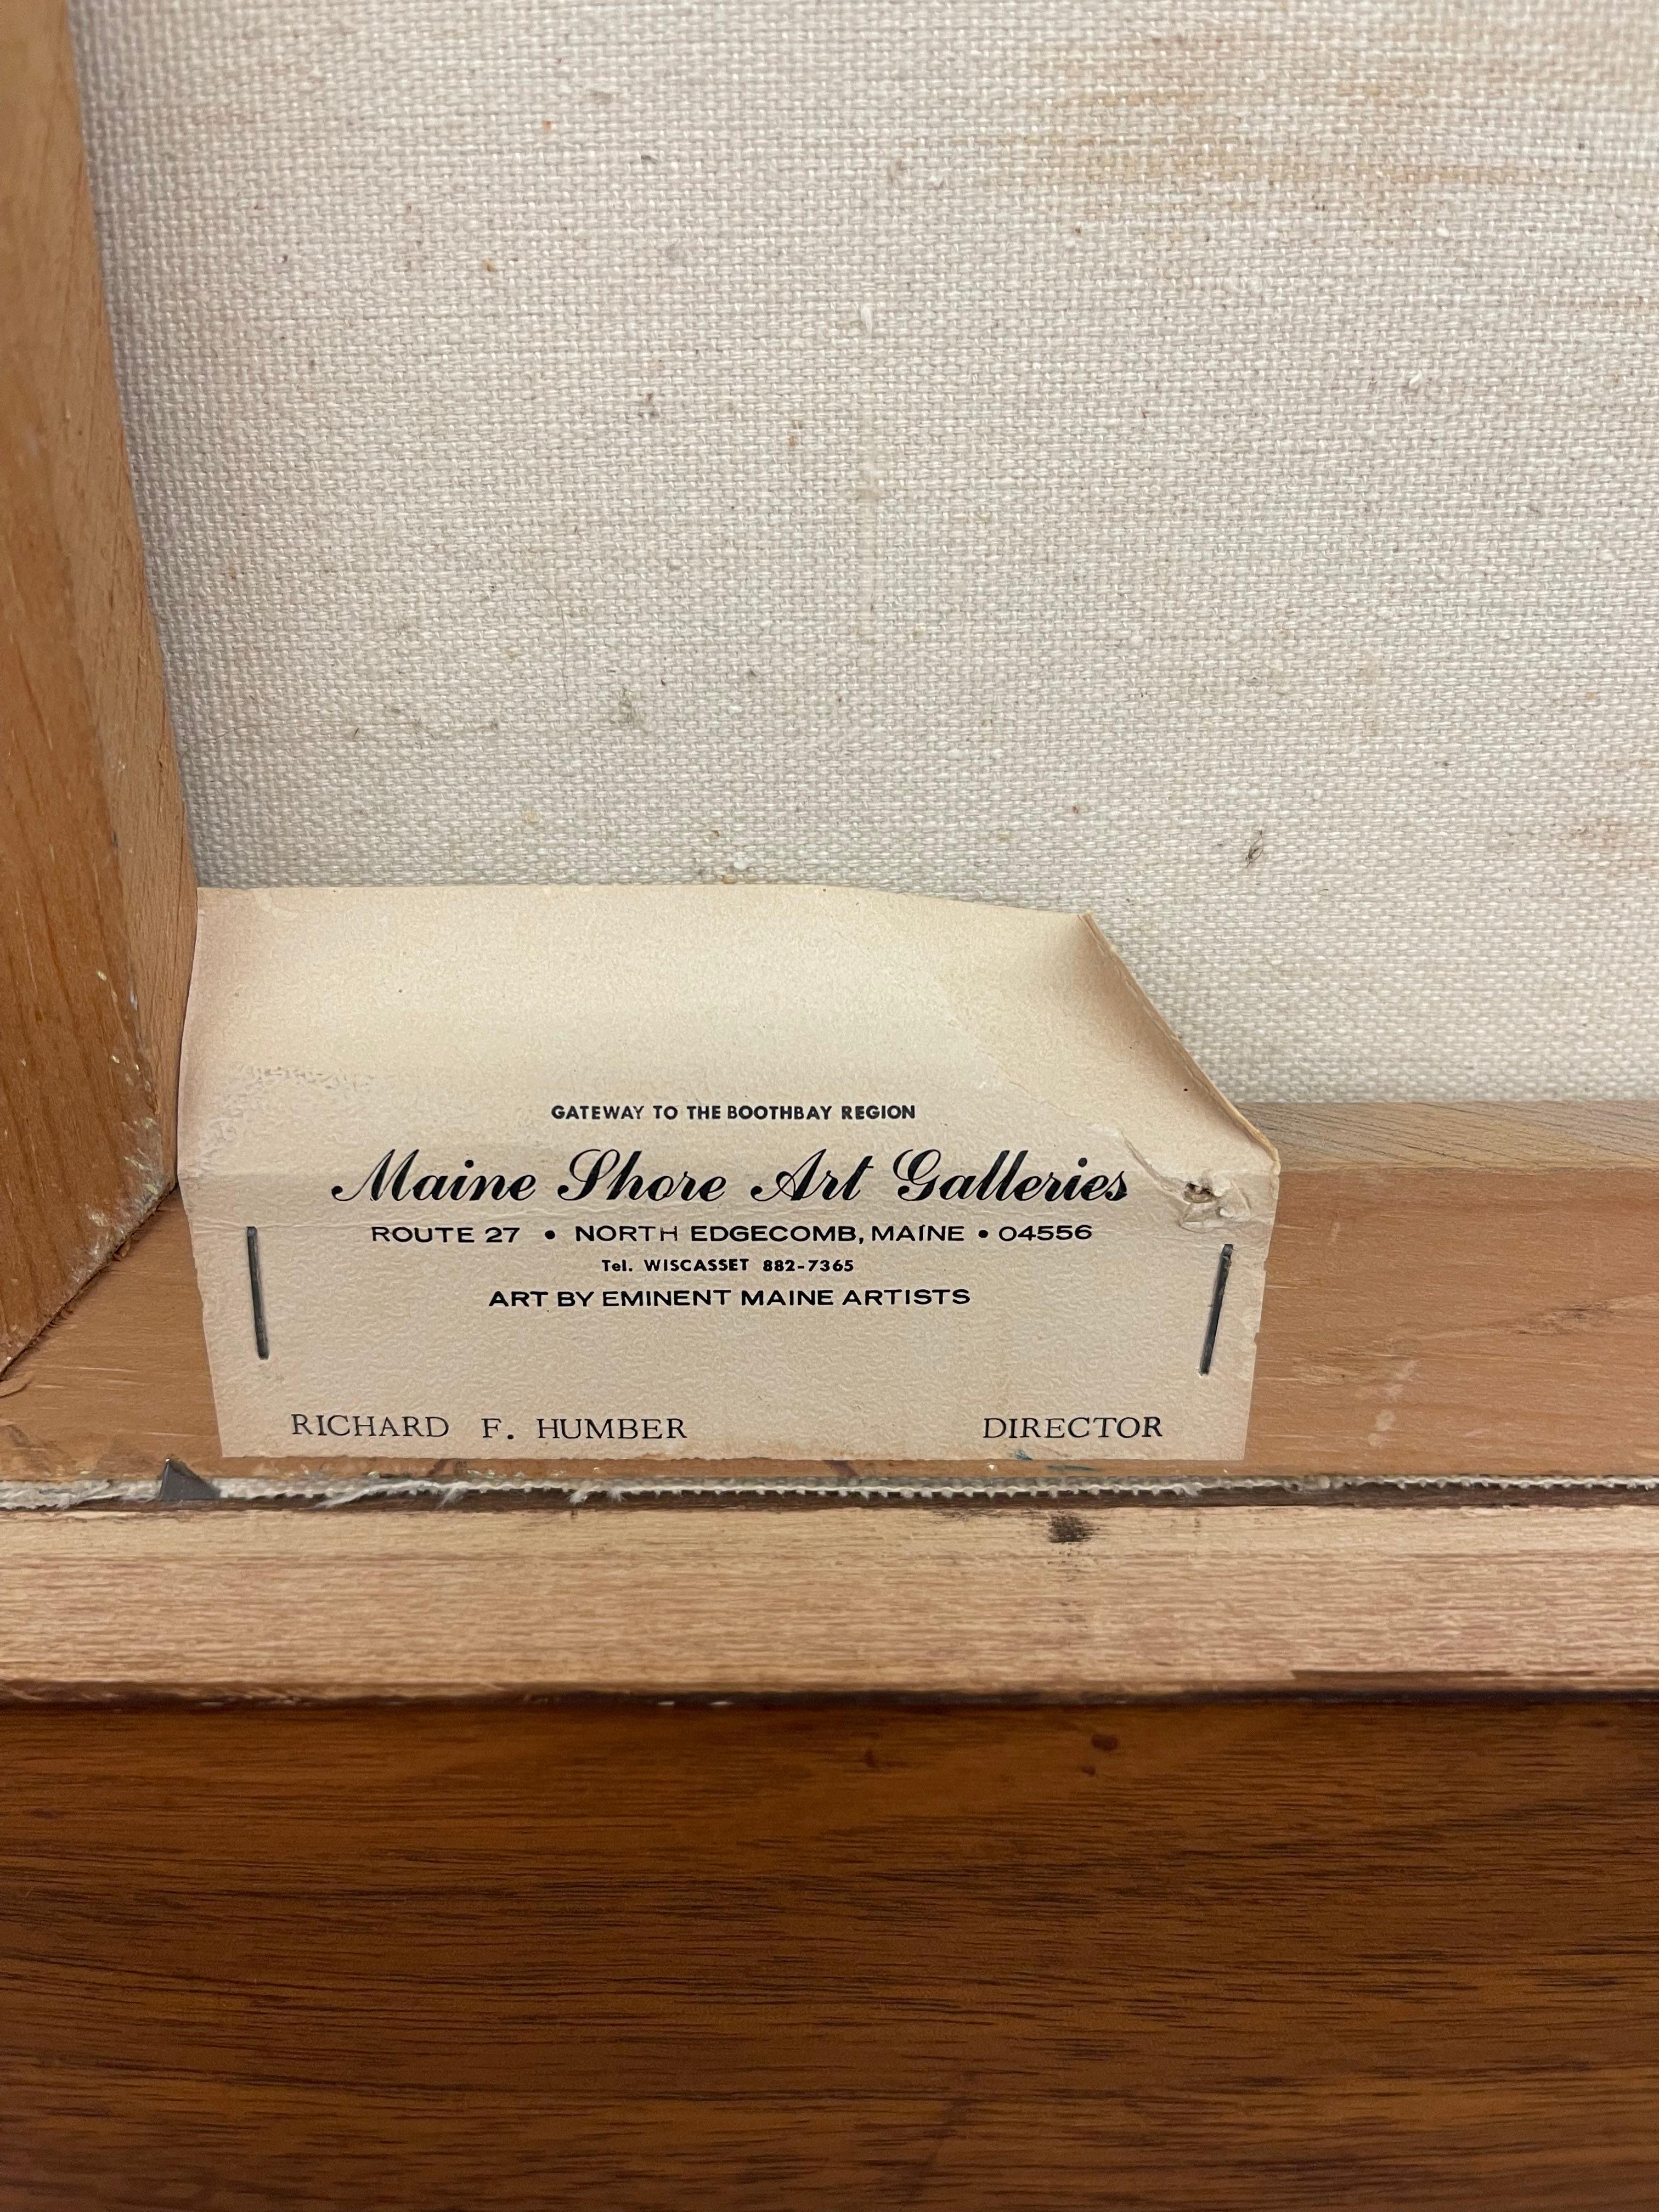 GATEWAY TO THE BOOTHBAY REGION
Maine Shore Art Galleries
ROUTE 27 • NORTH EDGECOMB, MAINE • 04556
Tel. WISCASSET 882-7365
ART BY EMINENT MAINE ARTISTS
RICHARD F. HUMBER DIRECTOR